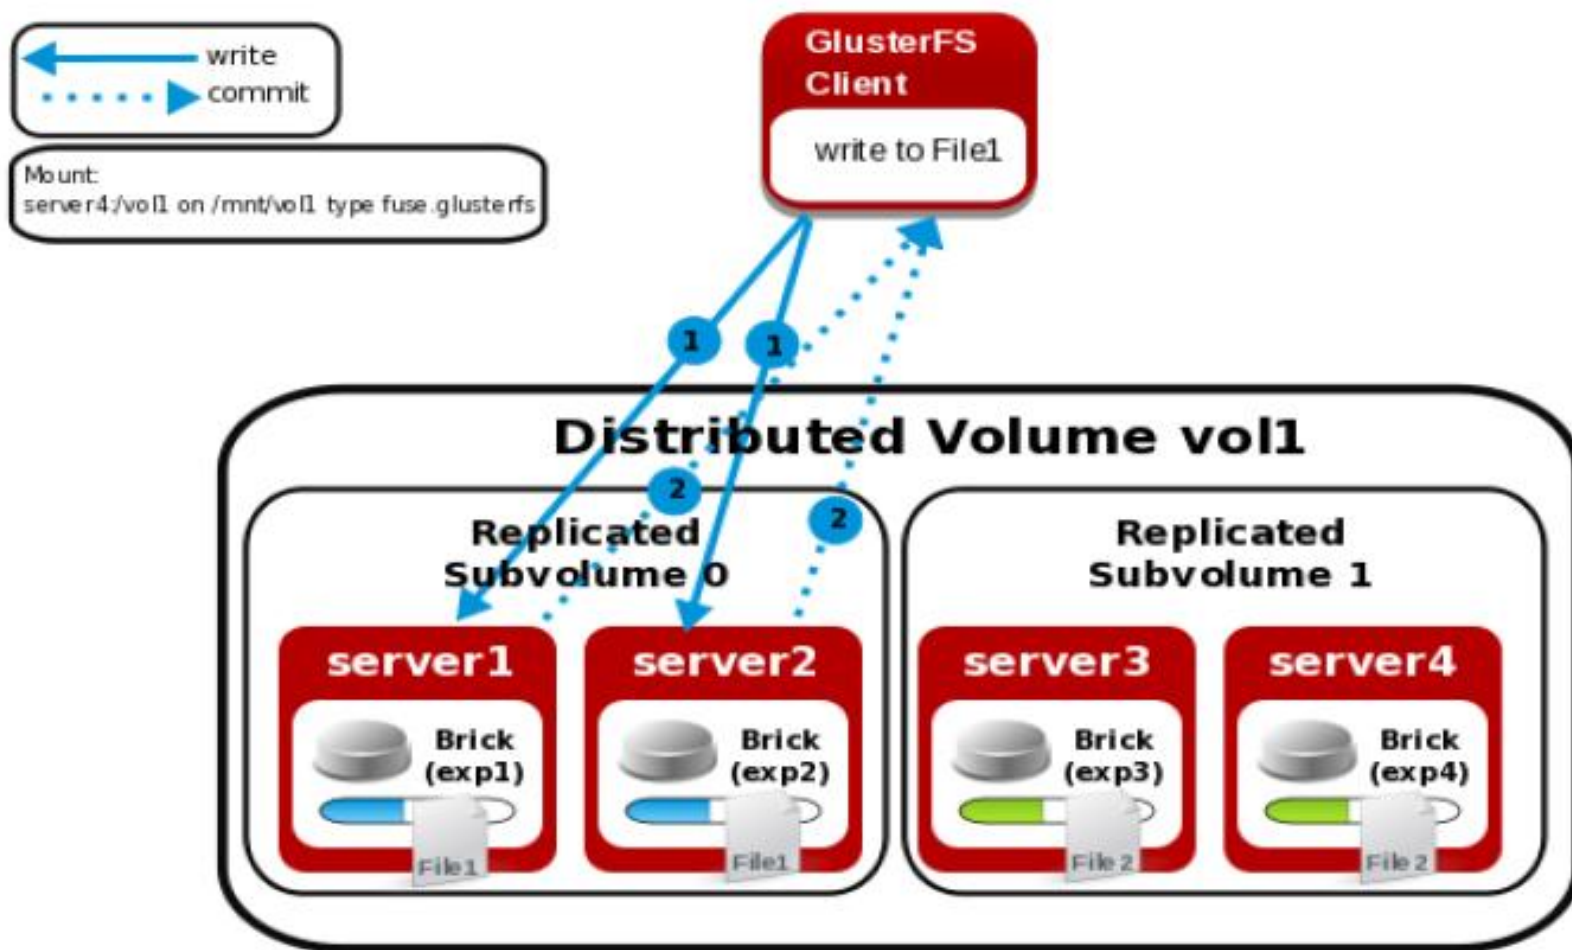 write
commit
Mount:
server4:/vol1 on /mnt/vol1 type fuse.glusterfs
GlusterFS
Client
write to File1
1
1
Distributed Volume vol1
2
2
Replicated
Subvolume 0
Replicated
Subvolume 1
server1
server2
server3
server4
Brick
(exp1)
Brick
(exp2)
Brick
(exp3)
Brick
(exp4)
File1
File1
File 2
File 2